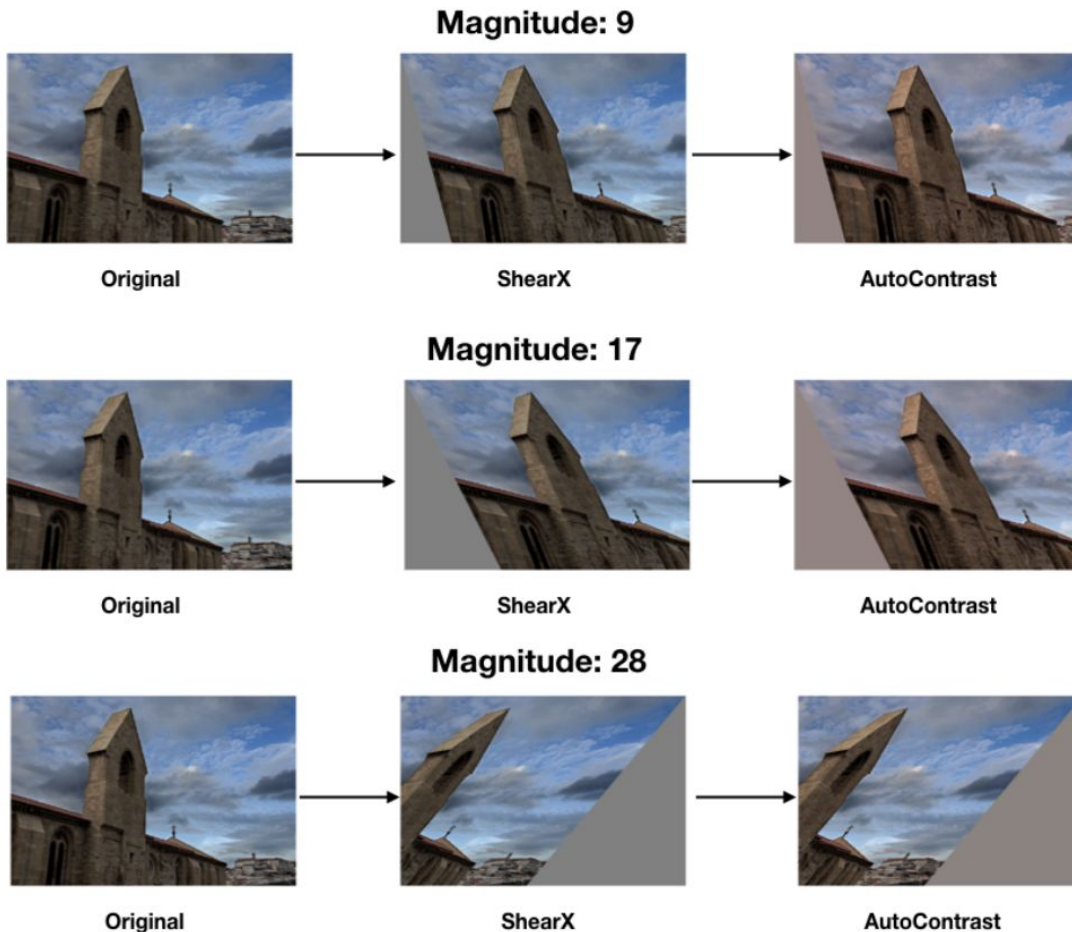 Magnitude: 9
Original
ShearX
AutoContrast
Magnitude: 17
Original
ShearX
AutoContrast
Magnitude: 28
Original
ShearX
AutoContrast